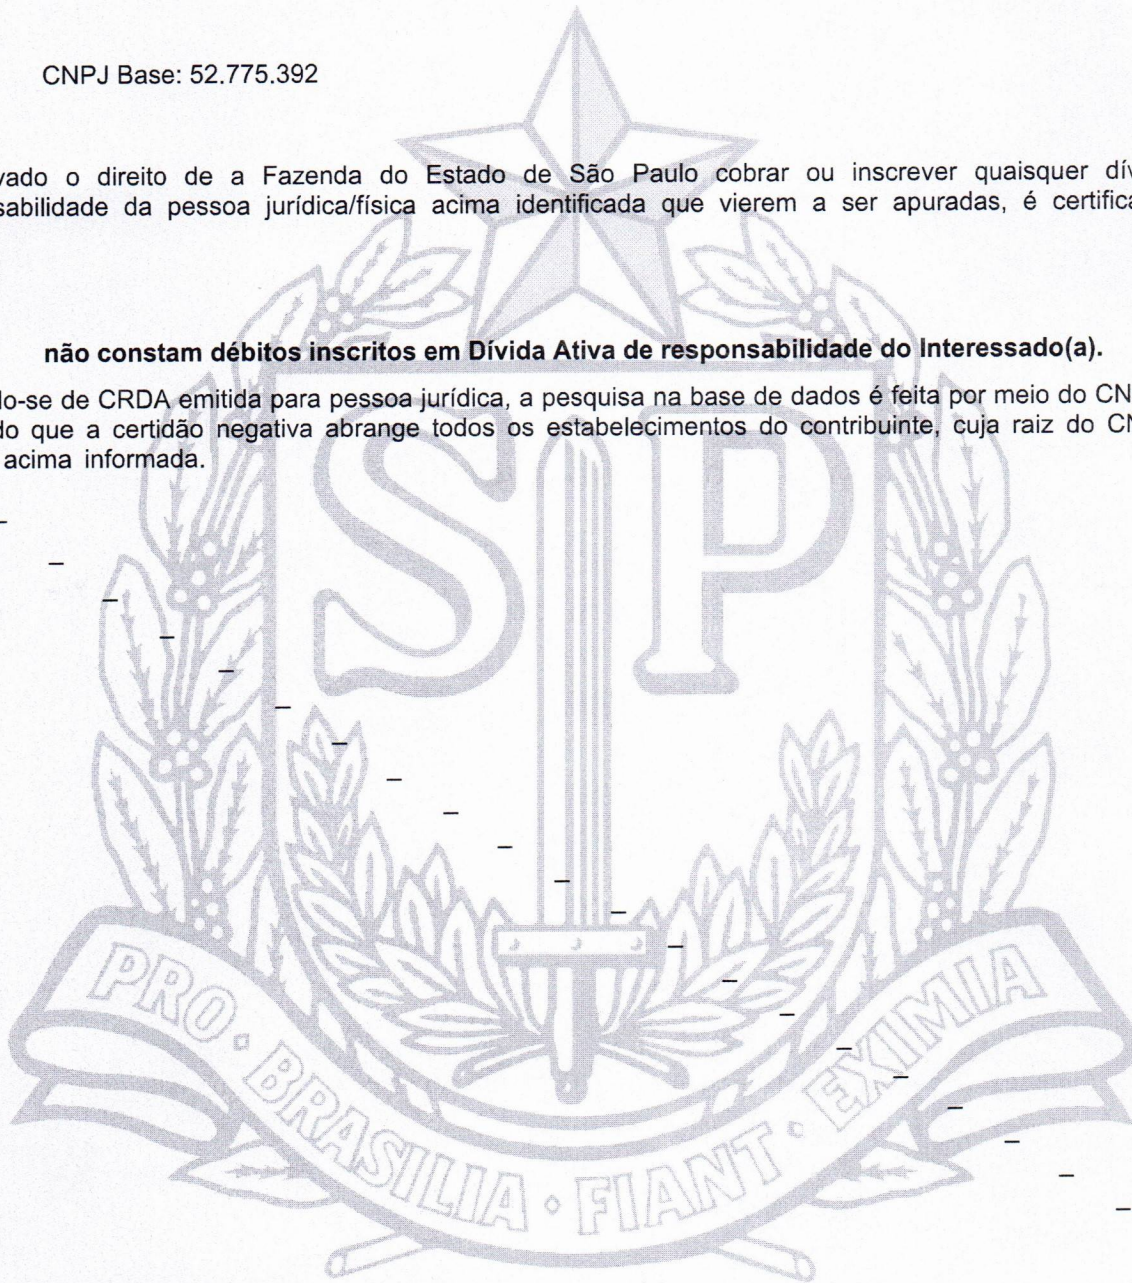 CNPJ Base: 52.775.392
vado o direito de a Fazenda do Estado de São Paulo cobrar ou inscrever quaisquer dív
sabilidade da pessoa jurídica/física acima identificada que vierem a ser apuradas, é certifica
não constam débitos inscritos em Dívida Ativa de responsabilidade do Interessado(a).
do-se de CRDA emitida para pessoa jurídica, a pesquisa na base de dados é feita por meio do CN
do que a certidão negativa abrange todos os estabelecimentos do contribuinte, cuja raiz do CN
acima informada.
SP
PRO · BRASILIA · FIANT · EXIMIA